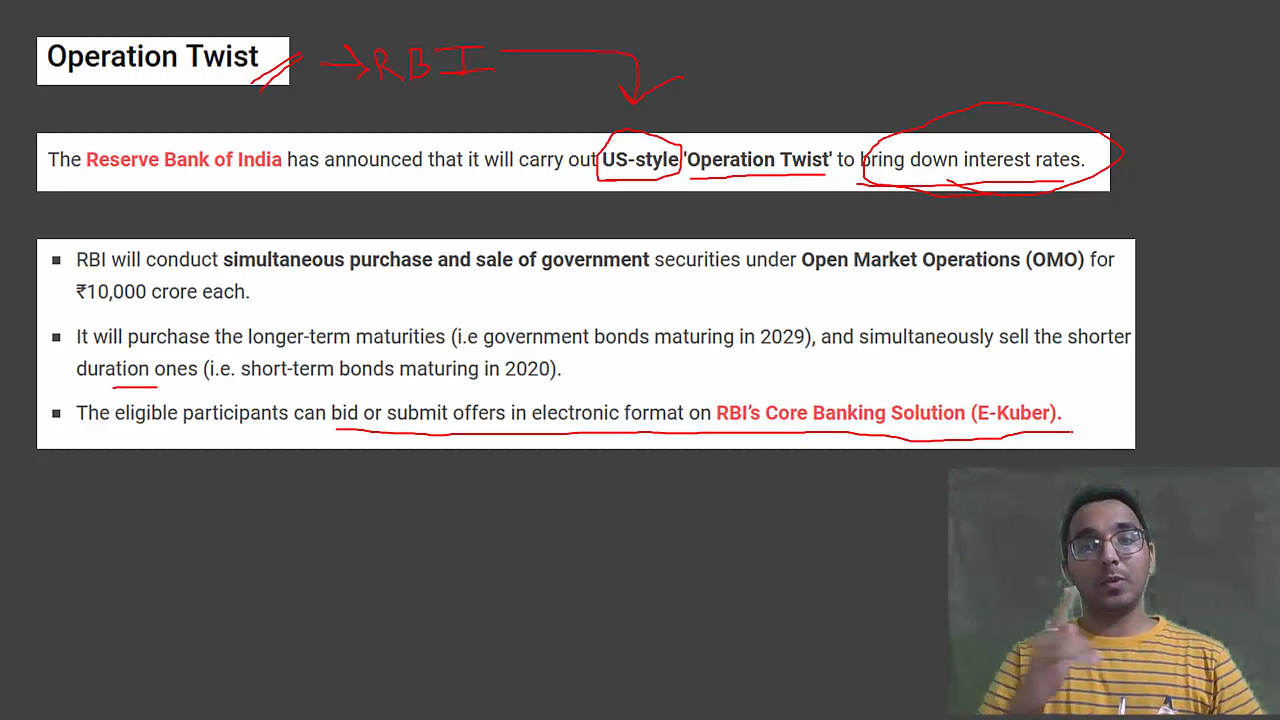 Operation Twist
→ RBI
The Reserve Bank of India has announced that it will carry out US-style 'Operation Twist' to bring down interest rates.
▪ RBI will conduct simultaneous purchase and sale of government securities under Open Market Operations (OMO) for
₹10,000 crore each.
▪ It will purchase the longer-term maturities (i.e government bonds maturing in 2029), and simultaneously sell the shorter
duration ones (i.e. short-term bonds maturing in 2020).
▪ The eligible participants can bid or submit offers in electronic format on RBI's Core Banking Solution (E-Kuber).